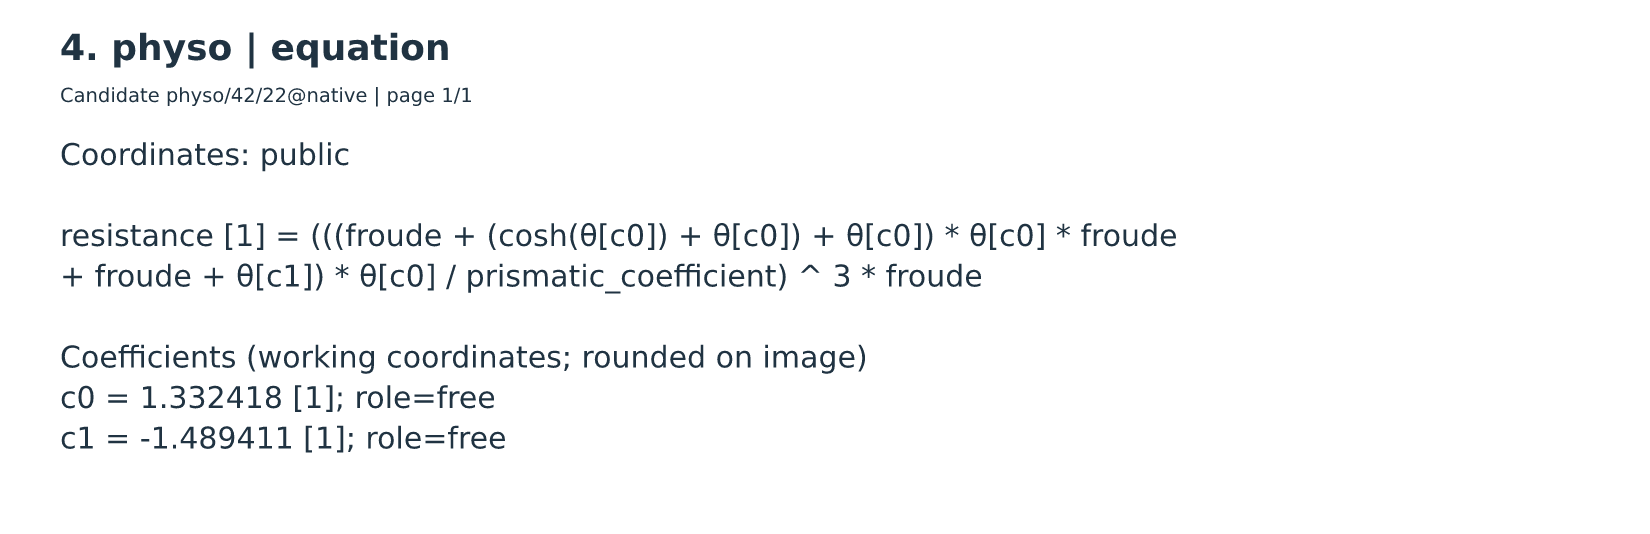 4. physo | equation
Candidate physo/42/22@native | page 1/1
Coordinates: public
resistance [1] = (((froude + (cosh(θ[c0]) + θ[c0]) + θ[c0]) * θ[c0] * froude
+ froude + θ[c1]) * θ[c0] / prismatic_coefficient) ^ 3 * froude
Coefficients (working coordinates; rounded on image)
c0 = 1.332418 [1]; role=free
c1 = -1.489411 [1]; role=free